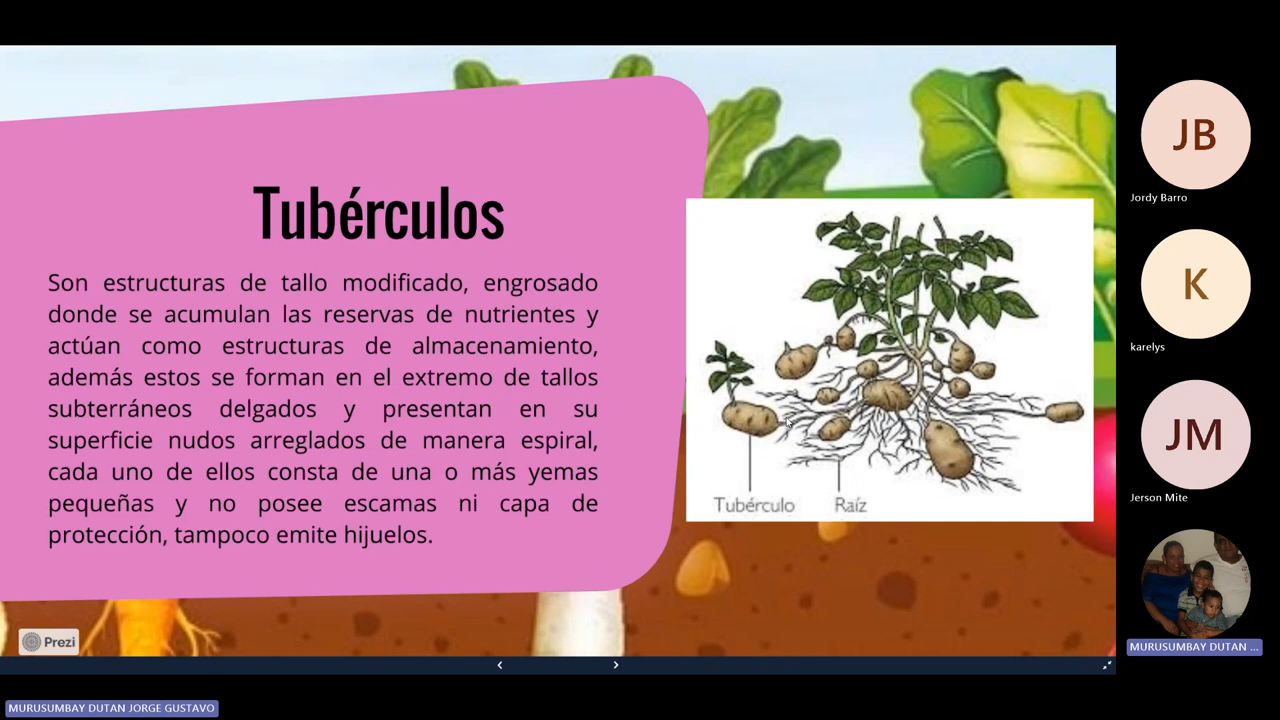 Tubérculos
Son estructuras de tallo modificado, engrosado
donde se acumulan las reservas de nutrientes y
actúan como estructuras de almacenamiento,
además estos se forman en el extremo de tallos
subterráneos delgados y presentan en su
superficie nudos arreglados de manera espiral,
cada uno de ellos consta de una o más yemas
pequeñas y no posee escamas ni capa de
protección, tampoco emite hijuelos.
Tubérculo
Raíz
Prezi
JB
Jordy Barro
K
karelys
JM
Jerson Mite
MURUSUMBAY DUTAN ...
MURUSUMBAY DUTAN JORGE GUSTAVO